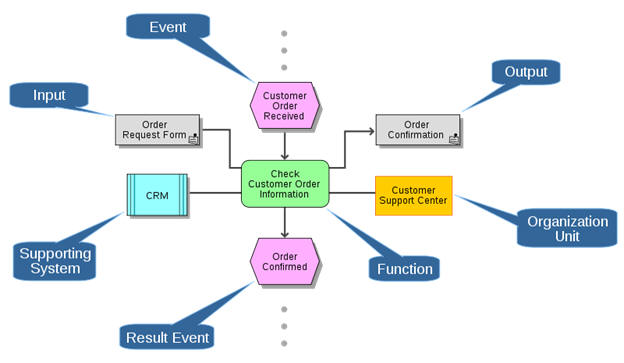 Event
Input
Output
Customer
Order
Received
Order
Request Form
Order
Confirmation
Check
Customer Order
Information
CRM
Customer
Support Center
Supporting
System
Organization
Unit
Order
Confirmed
Function
Result Event